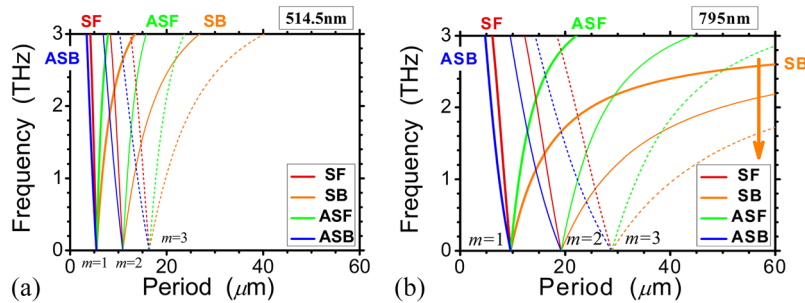 514.5nm
SF
ASF
SB
ASB
3
2
1
0
Frequency (THz)
SF
SB
ASF
ASB
m=1
m=2
m=3
0
20
40
60
(a)
Period (μm)
795nm
SF
ASF
ASB
SB
3
2
1
0
Frequency (THz)
SF
SB
ASF
ASB
m=1
m=2
m=3
0
20
40
60
(b)
Period (μm)